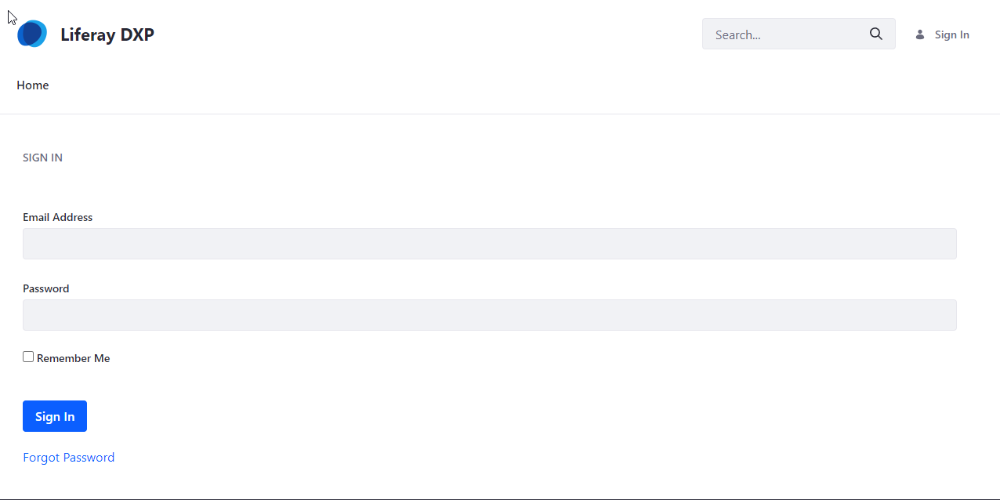 Liferay DXP
Search...
Sign In
Home
SIGN IN
Email Address
Password
Remember Me
Sign In
Forgot Password